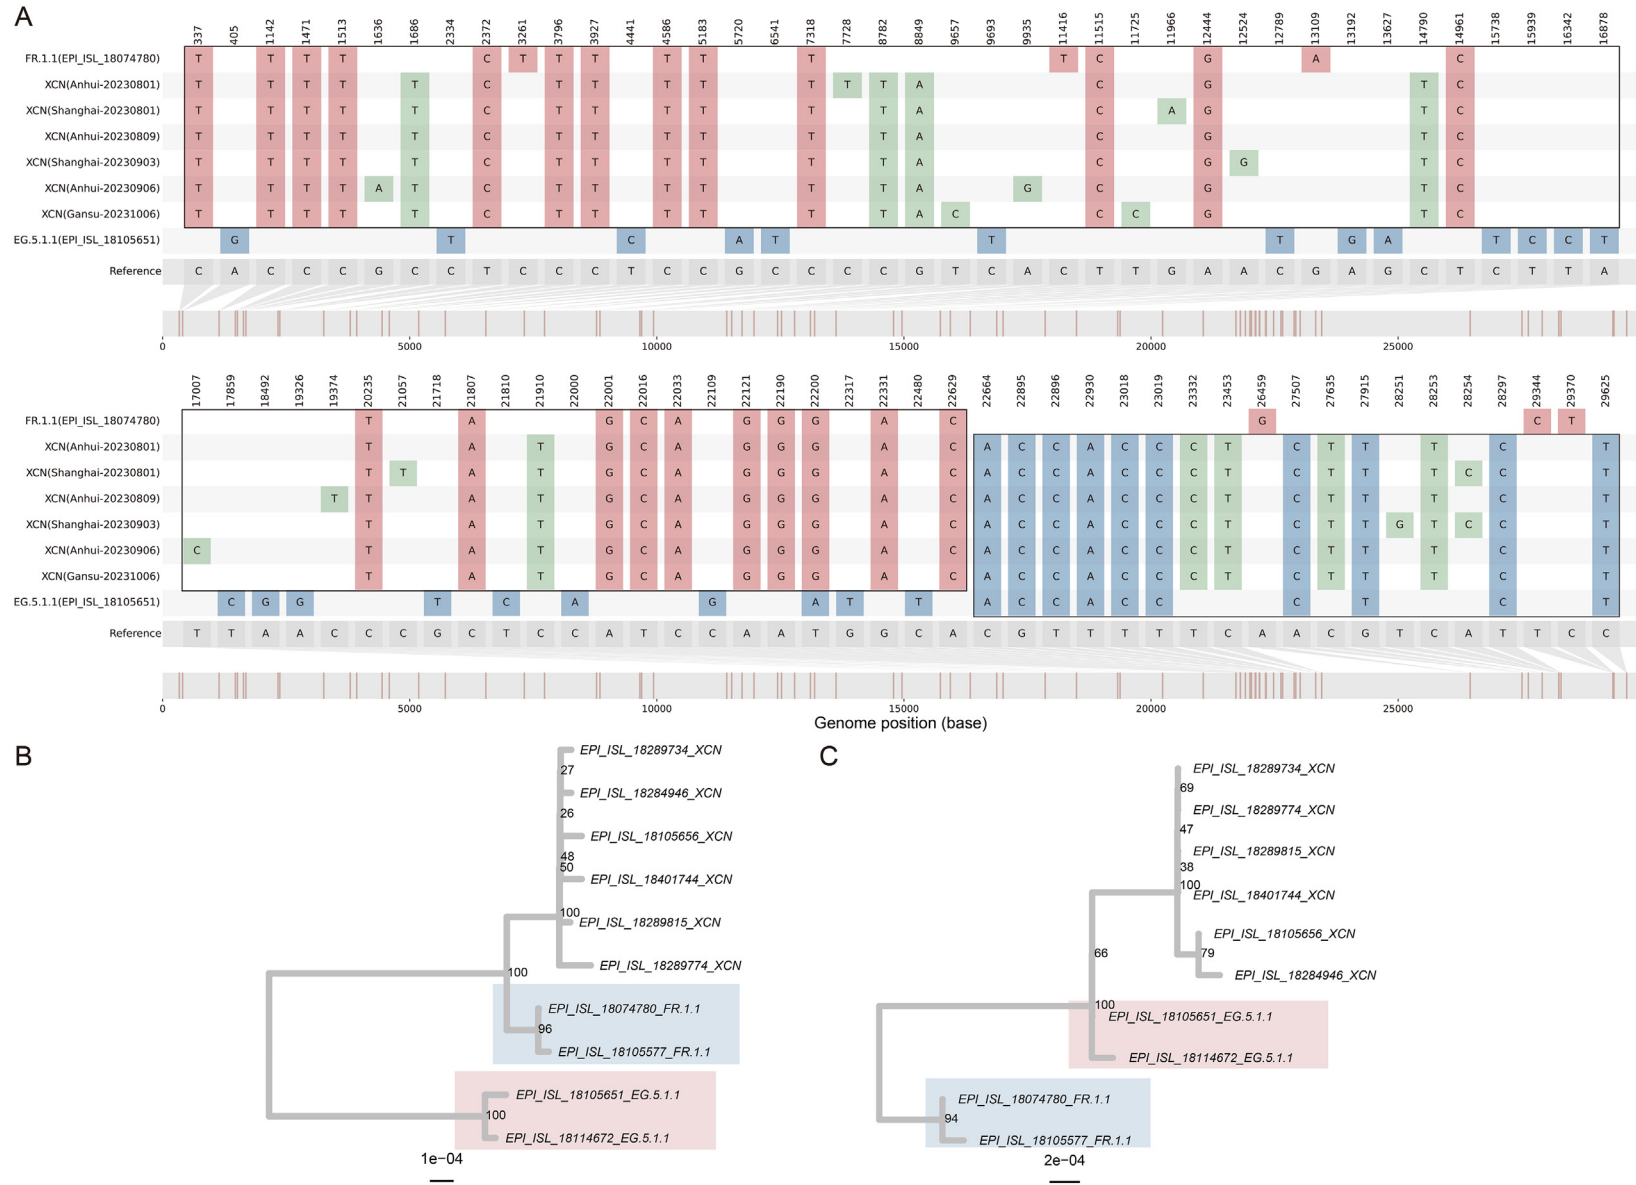 A
337 405 1142 1471 1513 1636 1686 2334 2372 3261 3796 3927 4441 4586 5183 5720 6541 7318 7728 8782 8849 9657 9693 9935 11416 11515 11725 11966 12444 12524 12789 13109 13192 13627 14790 14961 15738 15939 16342 16878
FR.1.1(EPI_ISL_18074780) T T T T C T T T T T T T C G A C
XCN(Anhui-20230801) T T T T T C T T T T T T T A C G T C
XCN(Shanghai-20230801) T T T T T C T T T T T T A C A G T C
XCN(Anhui-20230809) T T T T T C T T T T T T A C G T C
XCN(Shanghai-20230903) T T T T T C T T T T T T A C G G T C
XCN(Anhui-20230906) T T T T A T C T T T T T T A G C G T C
XCN(Gansu-20231006) T T T T T C T T T T T T A C C C G T C
EG.5.1.1(EPI_ISL_18105651) G T C A T T T G A T C C T
Reference C A C C C G C C T C C C T C C G C C C G T C A C T T G A A C G A G C T C T T A
0 5000 10000 15000 20000 25000
17007 17859 18492 19326 19374 20235 21057 21718 21807 21810 21910 22000 22001 22016 22033 22109 22121 22190 22200 22317 22331 22480 22629 22664 22895 22896 22930 23018 23019 23332 23453 26459 27507 27635 27915 28251 28253 28254 28297 29344 29370 29625
FR.1.1(EPI_ISL_18074780) T A G C A G G G A C G C T
XCN(Anhui-20230801) T A T G C A G G G A C A C C A C C C T C T T T C T
XCN(Shanghai-20230801) T T A T G C A G G G A C A C C A C C C T C T T T C C T
XCN(Anhui-20230809) T T A T G C A G G G A C A C C A C C C T C T T T C T
XCN(Shanghai-20230903) T A T G C A G G G A C A C C A C C C T C T T G T C C T
XCN(Anhui-20230906) C T A T G C A G G G A C A C C A C C C T C T T T C T
XCN(Gansu-20231006) T A T G C A G G G A C A C C A C C C T C T T T C T
EG.5.1.1(EPI_ISL_18105651) C G G T C A G A T T A C C A C C C T C T
Reference T T A A C C C G C T C C A T C C A A T G G C A C G T T T T T C A A C G T C A T T C C
0 5000 10000 15000 20000 25000
Genome position (base)
B
EPI_ISL_18289734_XCN
27
EPI_ISL_18284946_XCN
26
EPI_ISL_18105656_XCN
48
50
EPI_ISL_18401744_XCN
100
EPI_ISL_18289815_XCN
EPI_ISL_18289774_XCN
100
EPI_ISL_18074780_FR.1.1
96
EPI_ISL_18105577_FR.1.1
EPI_ISL_18105651_EG.5.1.1
100
EPI_ISL_18114672_EG.5.1.1
1e−04
C
EPI_ISL_18289734_XCN
69
EPI_ISL_18289774_XCN
47
EPI_ISL_18289815_XCN
38
100
EPI_ISL_18401744_XCN
EPI_ISL_18105656_XCN
66
79
EPI_ISL_18284946_XCN
100
EPI_ISL_18105651_EG.5.1.1
EPI_ISL_18114672_EG.5.1.1
EPI_ISL_18074780_FR.1.1
94
EPI_ISL_18105577_FR.1.1
2e−04